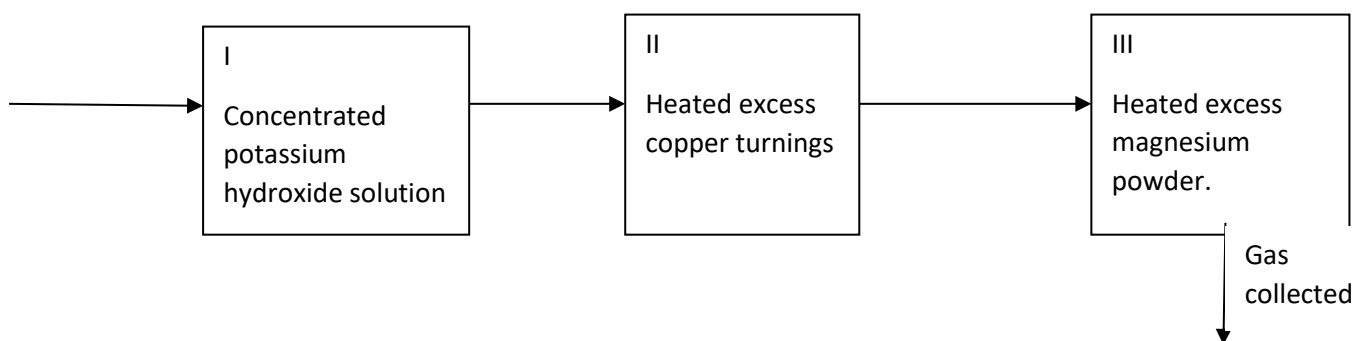 I
Concentrated
potassium
hydroxide solution
II
Heated excess
copper turnings
III
Heated excess
magnesium
powder.
Gas
collected